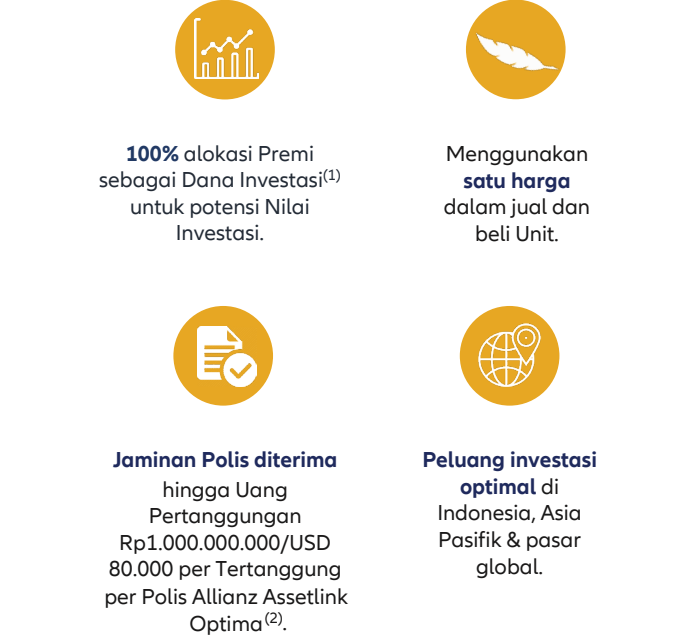 100% alokasi Premi
sebagai Dana Investasi(1)
untuk potensi Nilai
Investasi.
Menggunakan
satu harga
dalam jual dan
beli Unit.
Jaminan Polis diterima
hingga Uang
Pertanggungan
Rp1.000.000.000/USD
80.000 per Tertanggung
per Polis Allianz Assetlink
Optima(2).
Peluang investasi
optimal di
Indonesia, Asia
Pasifik & pasar
global.